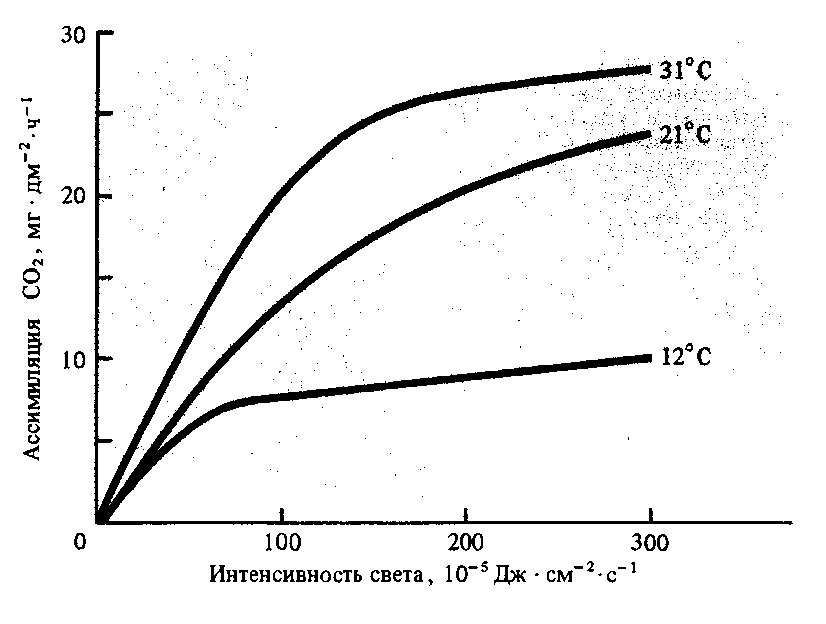 30
31°C
21°C
20
12°C
10
0
100
200
300
Ассимиляция CO₂, мг · дм⁻² · ч⁻¹
Интенсивность света, 10⁻⁵ Дж · см⁻² · с⁻¹